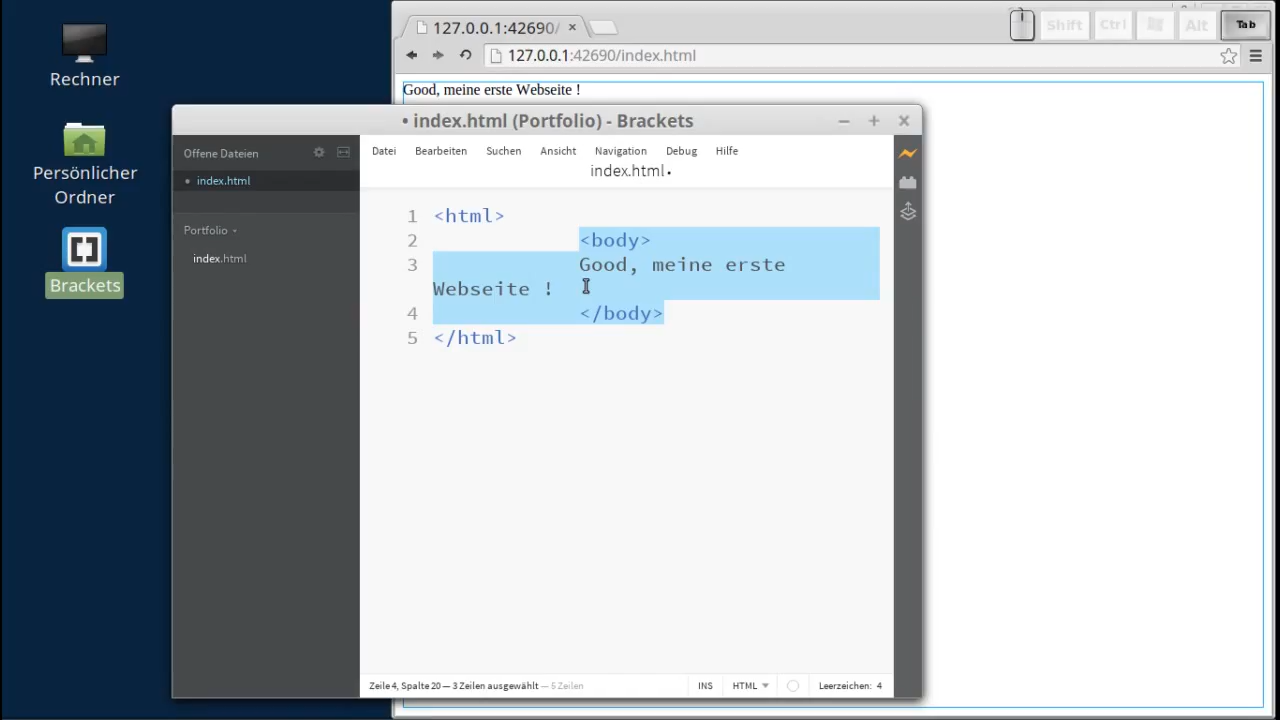 Rechner
Persönlicher
Ordner
Brackets
127.0.0.1:42690/
Shift
Ctrl
Alt
Tab
127.0.0.1:42690/index.html
Good, meine erste Webseite !
• index.html (Portfolio) - Brackets
Offene Dateien
• index.html
Portfolio
index.html
Datei Bearbeiten Suchen Ansicht Navigation Debug Hilfe
index.html •
1 <html>
2 <body>
3 Good, meine erste
Webseite !
4 </body>
5 </html>
Zeile 4, Spalte 20 — 3 Zeilen ausgewählt — 5 Zeilen
INS
HTML
Leerzeichen: 4